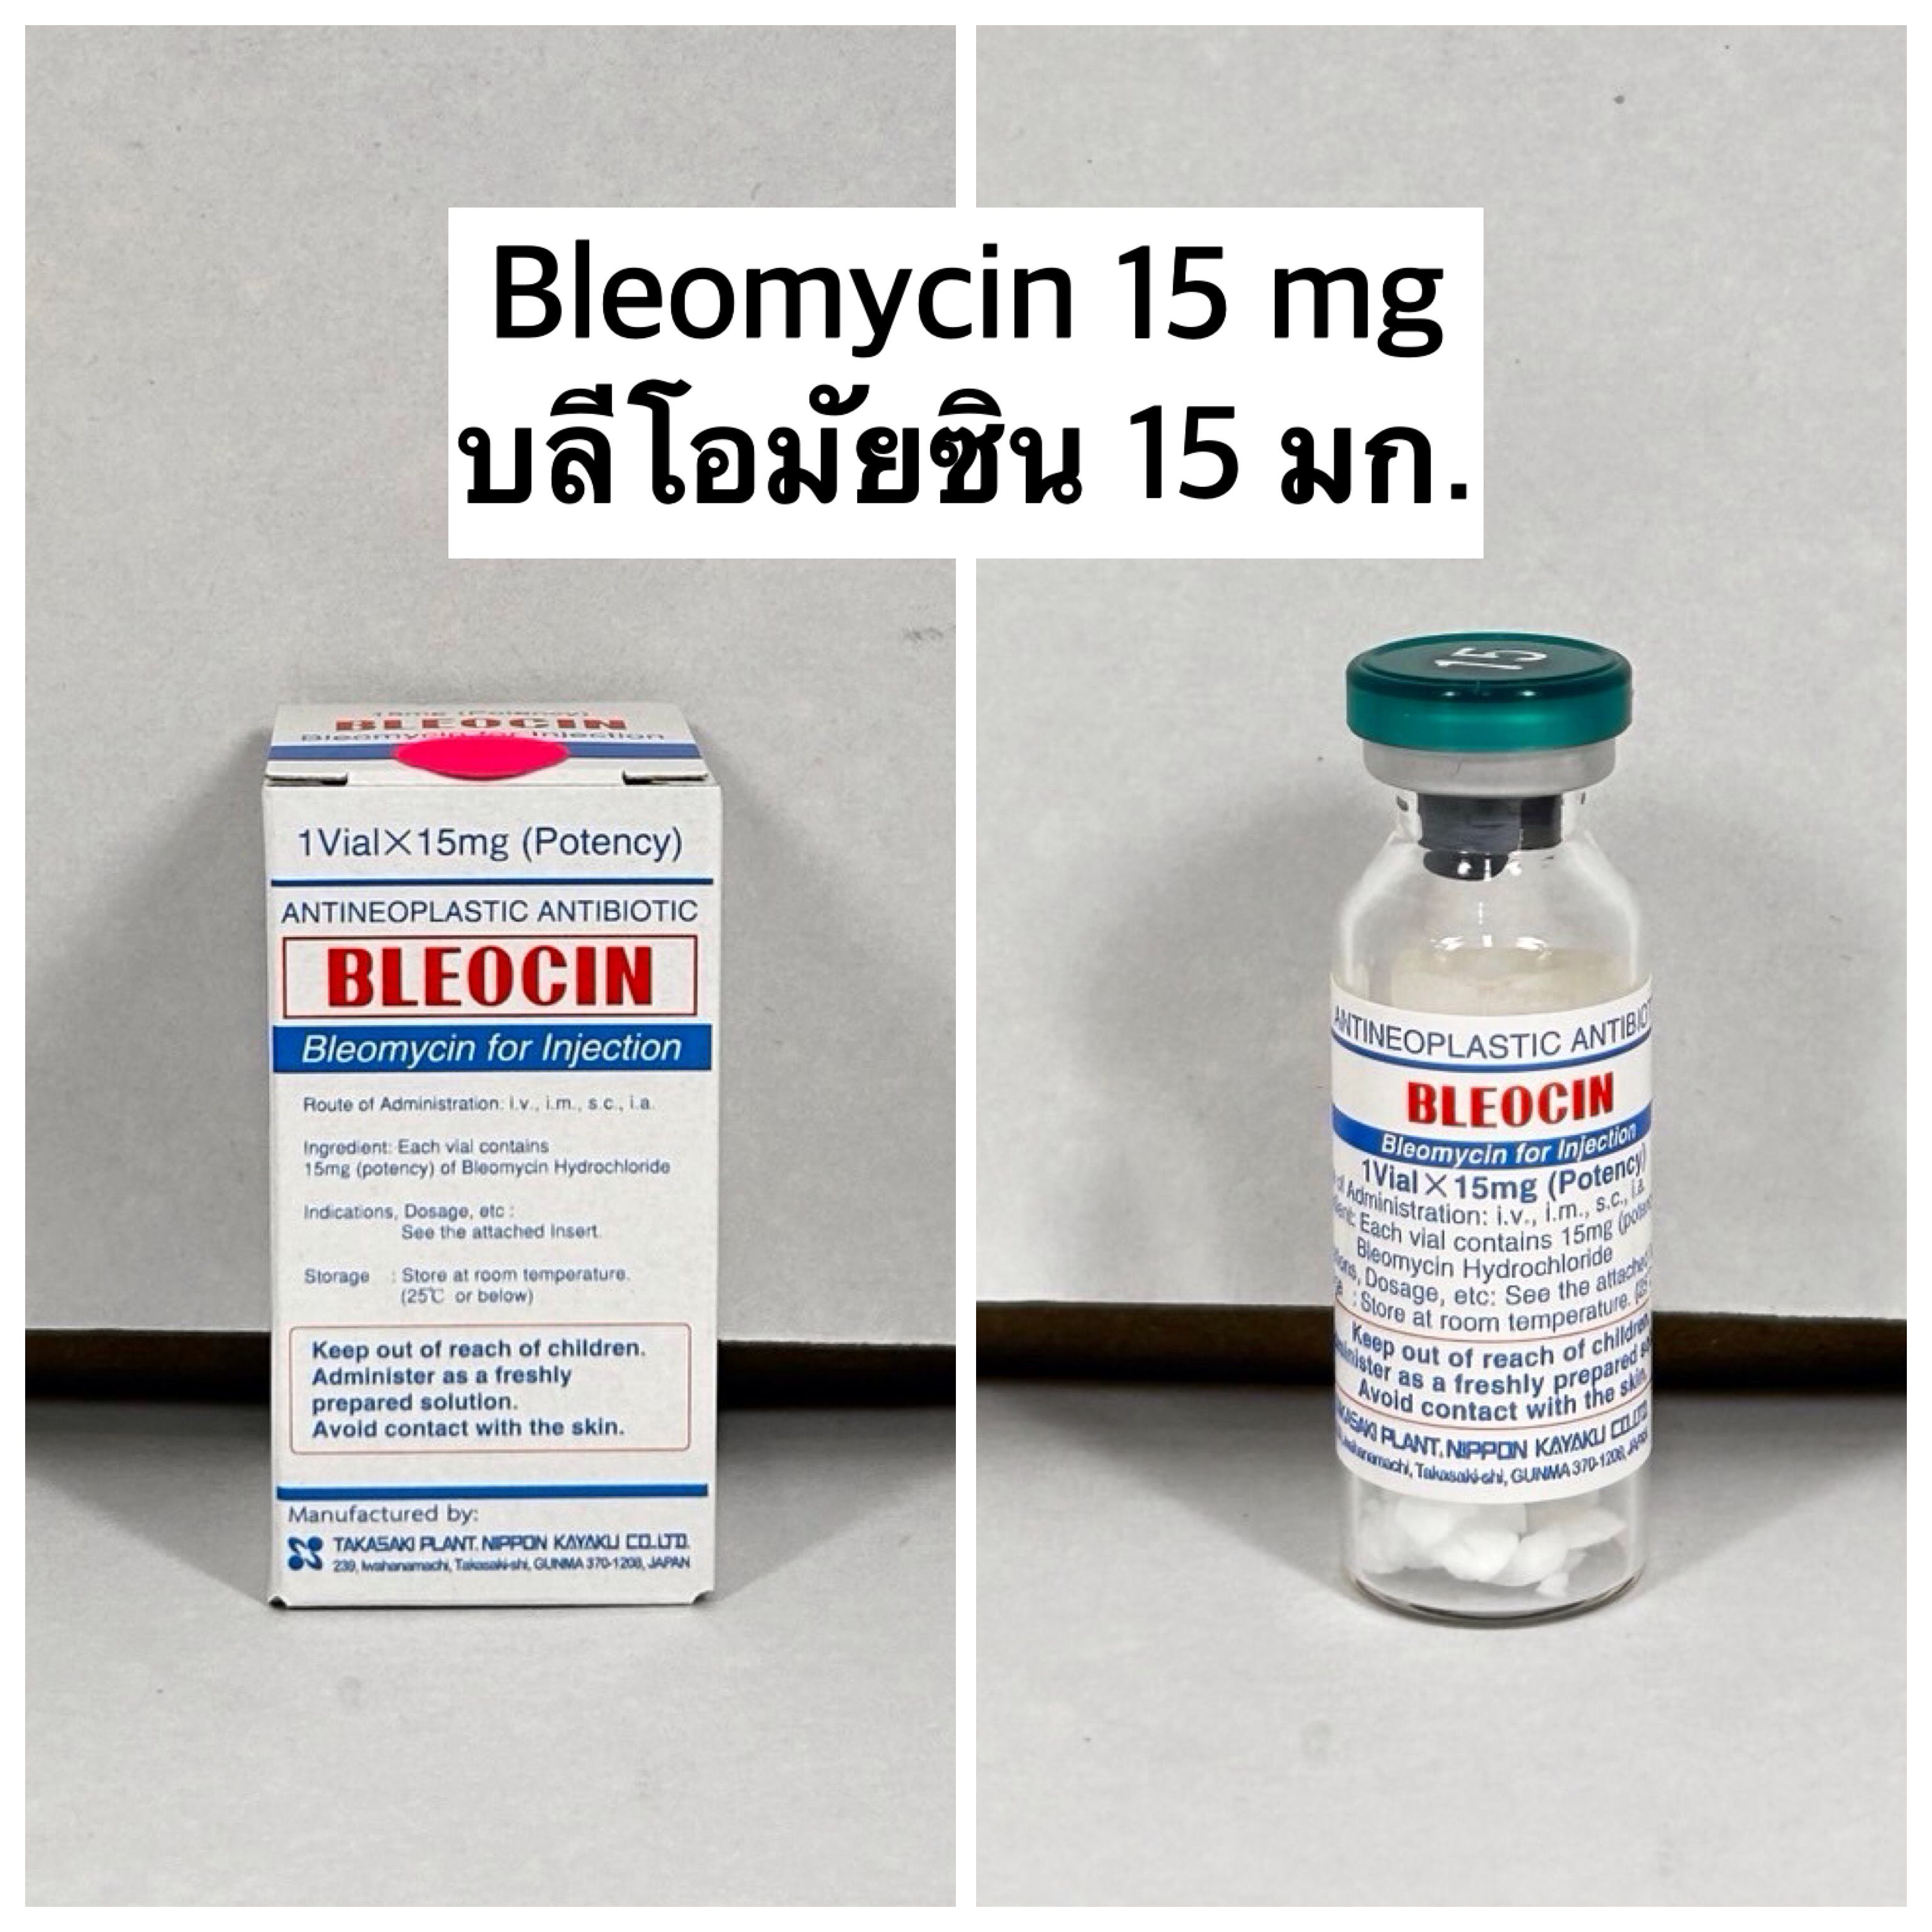 Bleomycin 15 mg
บลีโอมัยซิน 15 มก.
15mg (Potency)
BLEOCIN
Bleomycin for Injection
1Vial×15mg (Potency)
ANTINEOPLASTIC ANTIBIOTIC
BLEOCIN
Bleomycin for Injection
Route of Administration: i.v., i.m., s.c., i.a.
Ingredient: Each vial contains
15mg (potency) of Bleomycin Hydrochloride
Indications, Dosage, etc :
See the attached Insert.
Storage : Store at room temperature.
(25℃ or below)
Keep out of reach of children.
Administer as a freshly
prepared solution.
Avoid contact with the skin.
Manufactured by:
TAKASAKI PLANT. NIPPON KAYAKU CO.,LTD.
239, Iwahanamachi, Takasaki-shi, GUNMA 370-1208, JAPAN
15
ANTINEOPLASTIC ANTIBIOT
BLEOCIN
Bleomycin for Injection
1Vial×15mg (Potency)
Administration: i.v., i.m., s.c., i.a.
Each vial contains 15mg
Bleomycin Hydrochloride
Dosage, etc: See the attached
: Store at room temperature.
Keep out of reach of children.
as a freshly prepared
Avoid contact with the skin.
PLANT. NIPPON KAYAKU CO.,LTD.
Takasaki-shi, GUNMA 370-1208, JAPAN